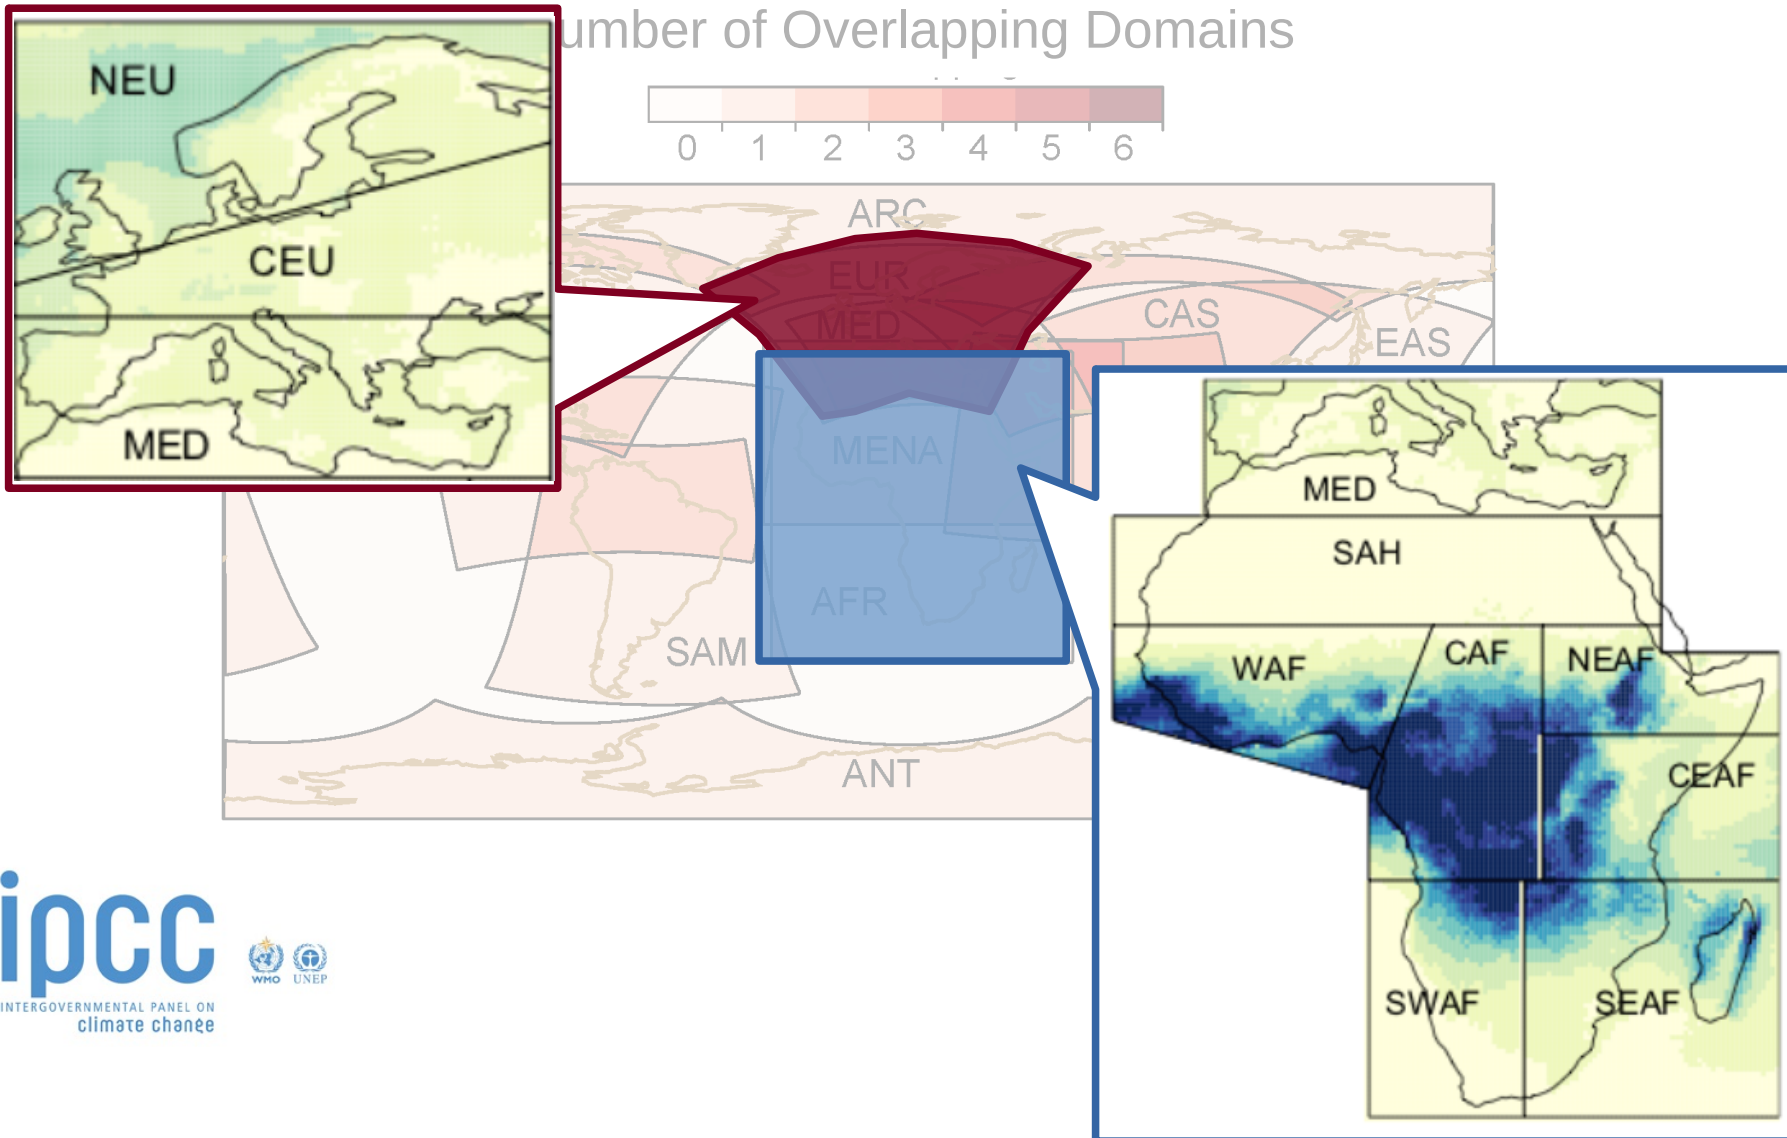 umber of Overlapping Domains
0 1 2 3 4 5 6
NEU
CEU
MED
ARC
EUR
MED
CAS
EAS
MENA
AFR
SAM
ANT
MED
SAH
WAF
CAF
NEAF
CEAF
SWAF
SEAF
ipcc
INTERGOVERNMENTAL PANEL ON
climate change
WMO
UNEP